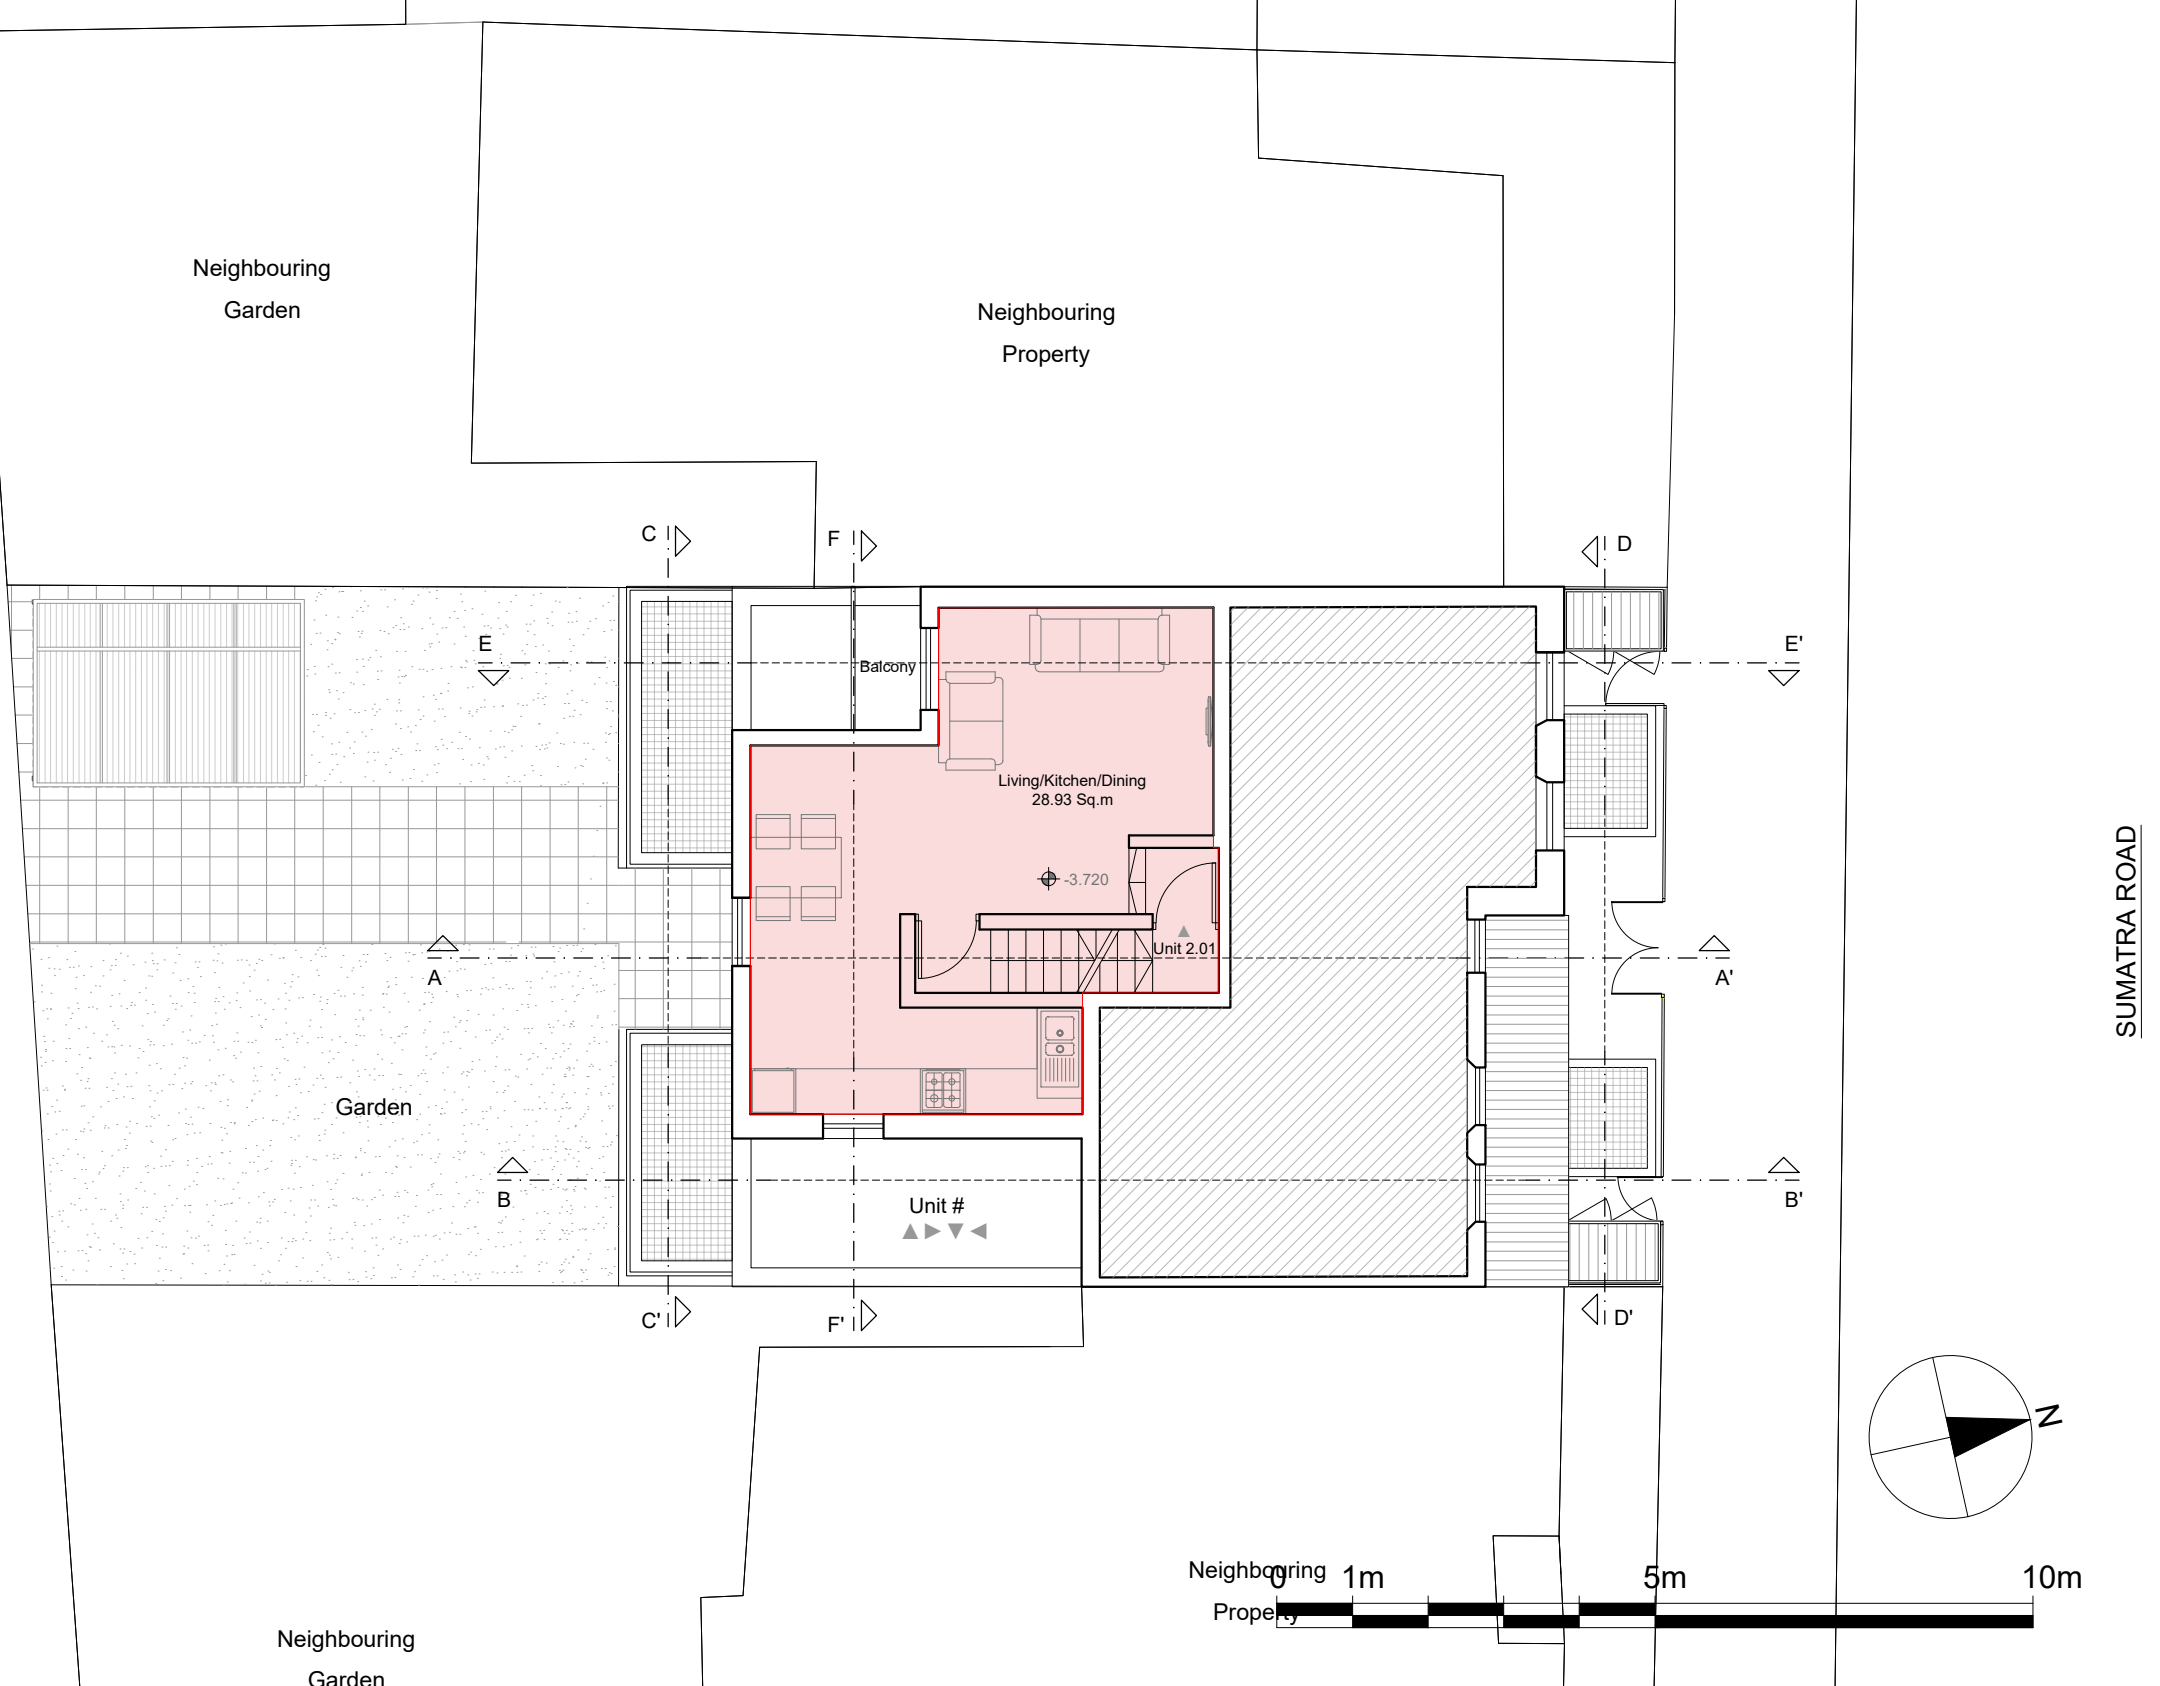 Neighbouring
Garden
Neighbouring
Property
C
F
D
E
E'
Balcony
Living/Kitchen/Dining
28.93 Sq.m
-3.720
Unit 2.01
A
A'
SUMATRA ROAD
Garden
B
B'
Unit #
C'
F'
D'
N
Neighbouring
Property
0 1m 5m 10m
Neighbouring
Garden